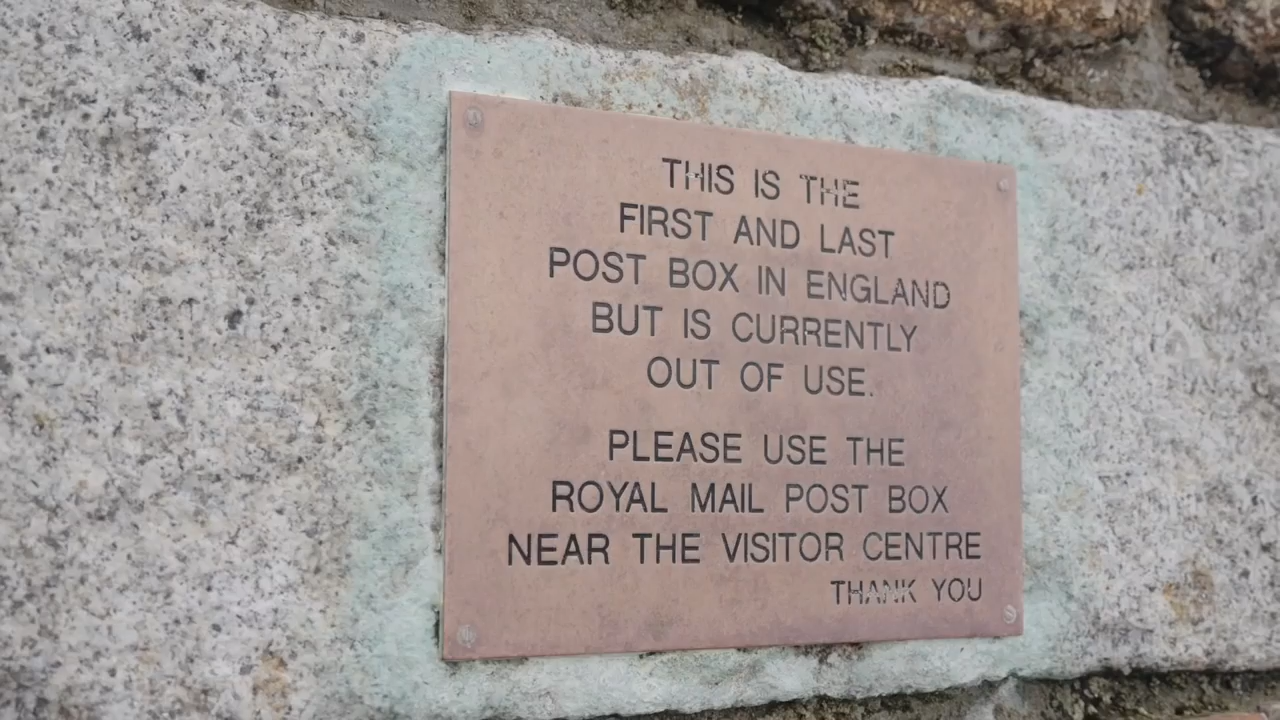 THIS IS THE
FIRST AND LAST
POST BOX IN ENGLAND
BUT IS CURRENTLY
OUT OF USE.
PLEASE USE THE
ROYAL MAIL POST BOX
NEAR THE VISITOR CENTRE
THANK YOU